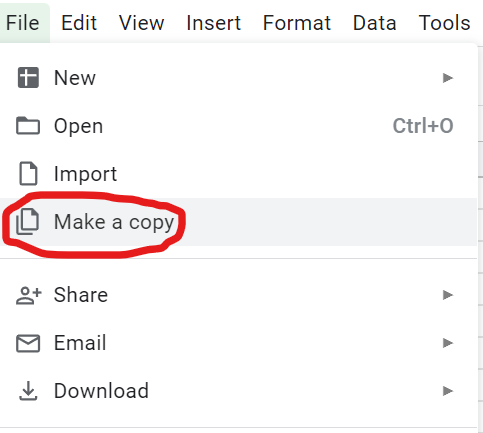 File Edit View Insert Format Data Tools
New
Open Ctrl+O
Import
Make a copy
Share
Email
Download